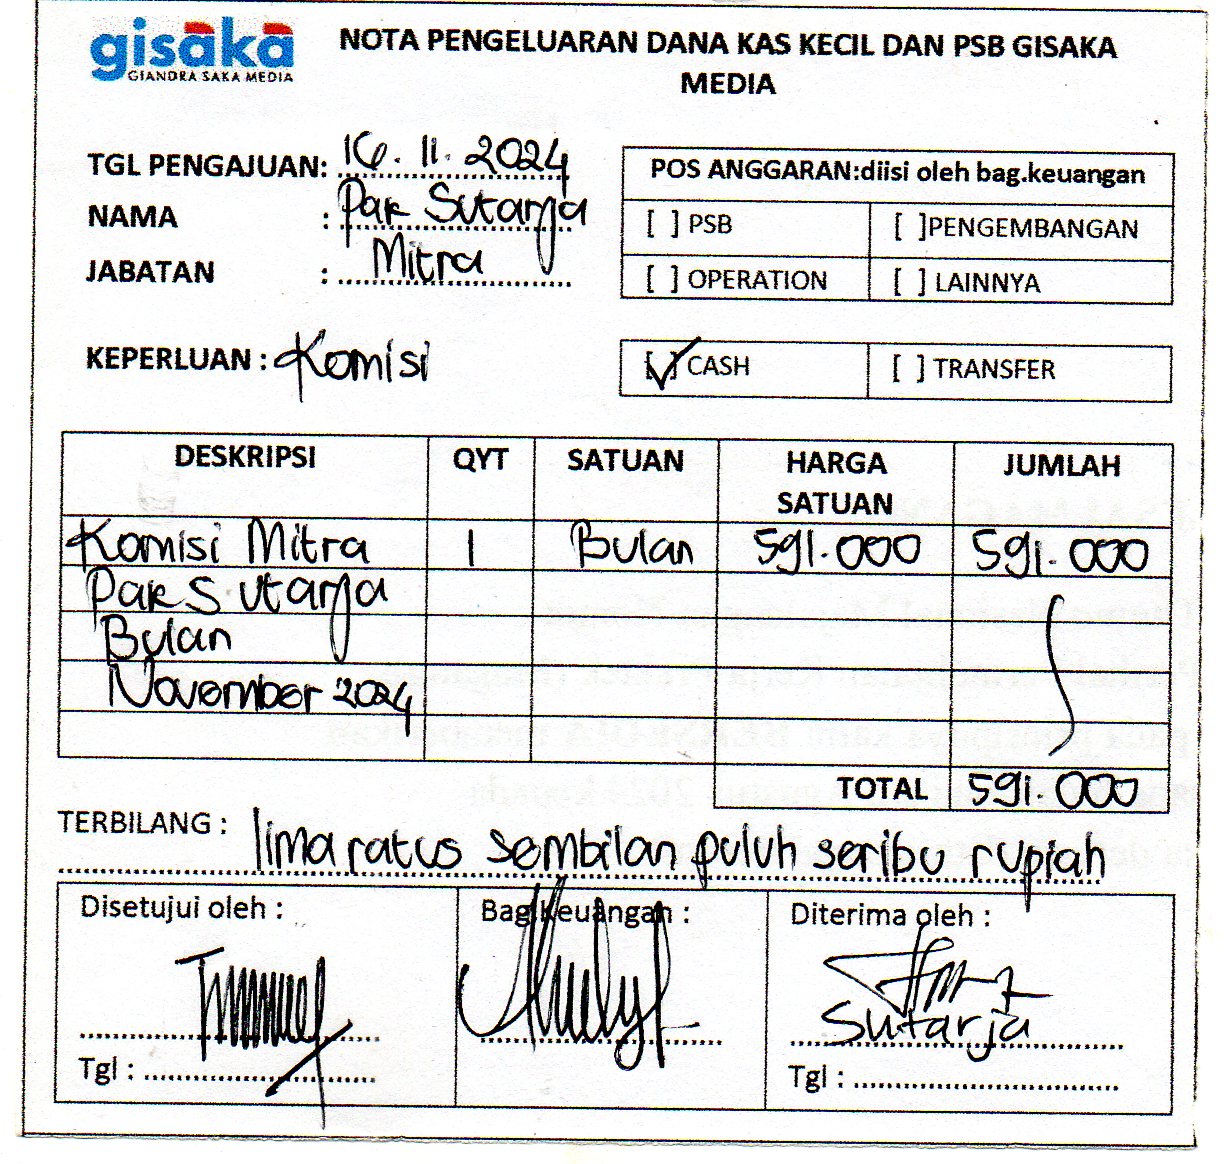 gisaka
GIANDRA SAKA MEDIA
NOTA PENGELUARAN DANA KAS KECIL DAN PSB GISAKA
MEDIA
TGL PENGAJUAN: 16.11.2024
NAMA : Pak Sutarja
JABATAN : Mitra
POS ANGGARAN:diisi oleh bag.keuangan
[ ] PSB [ ]PENGEMBANGAN
[ ] OPERATION [ ] LAINNYA
KEPERLUAN : Komisi
[✓] CASH [ ] TRANSFER
DESKRIPSI QYT SATUAN HARGA SATUAN JUMLAH
Komisi Mitra 1 Bulan 591.000 591.000
Pak Sutarja
Bulan
November 2024
TOTAL 591.000
TERBILANG : lima ratus sembilan puluh seribu rupiah
Disetujui oleh : Bag.Keuangan : Diterima oleh :
Sutarja
Tgl : Tgl :